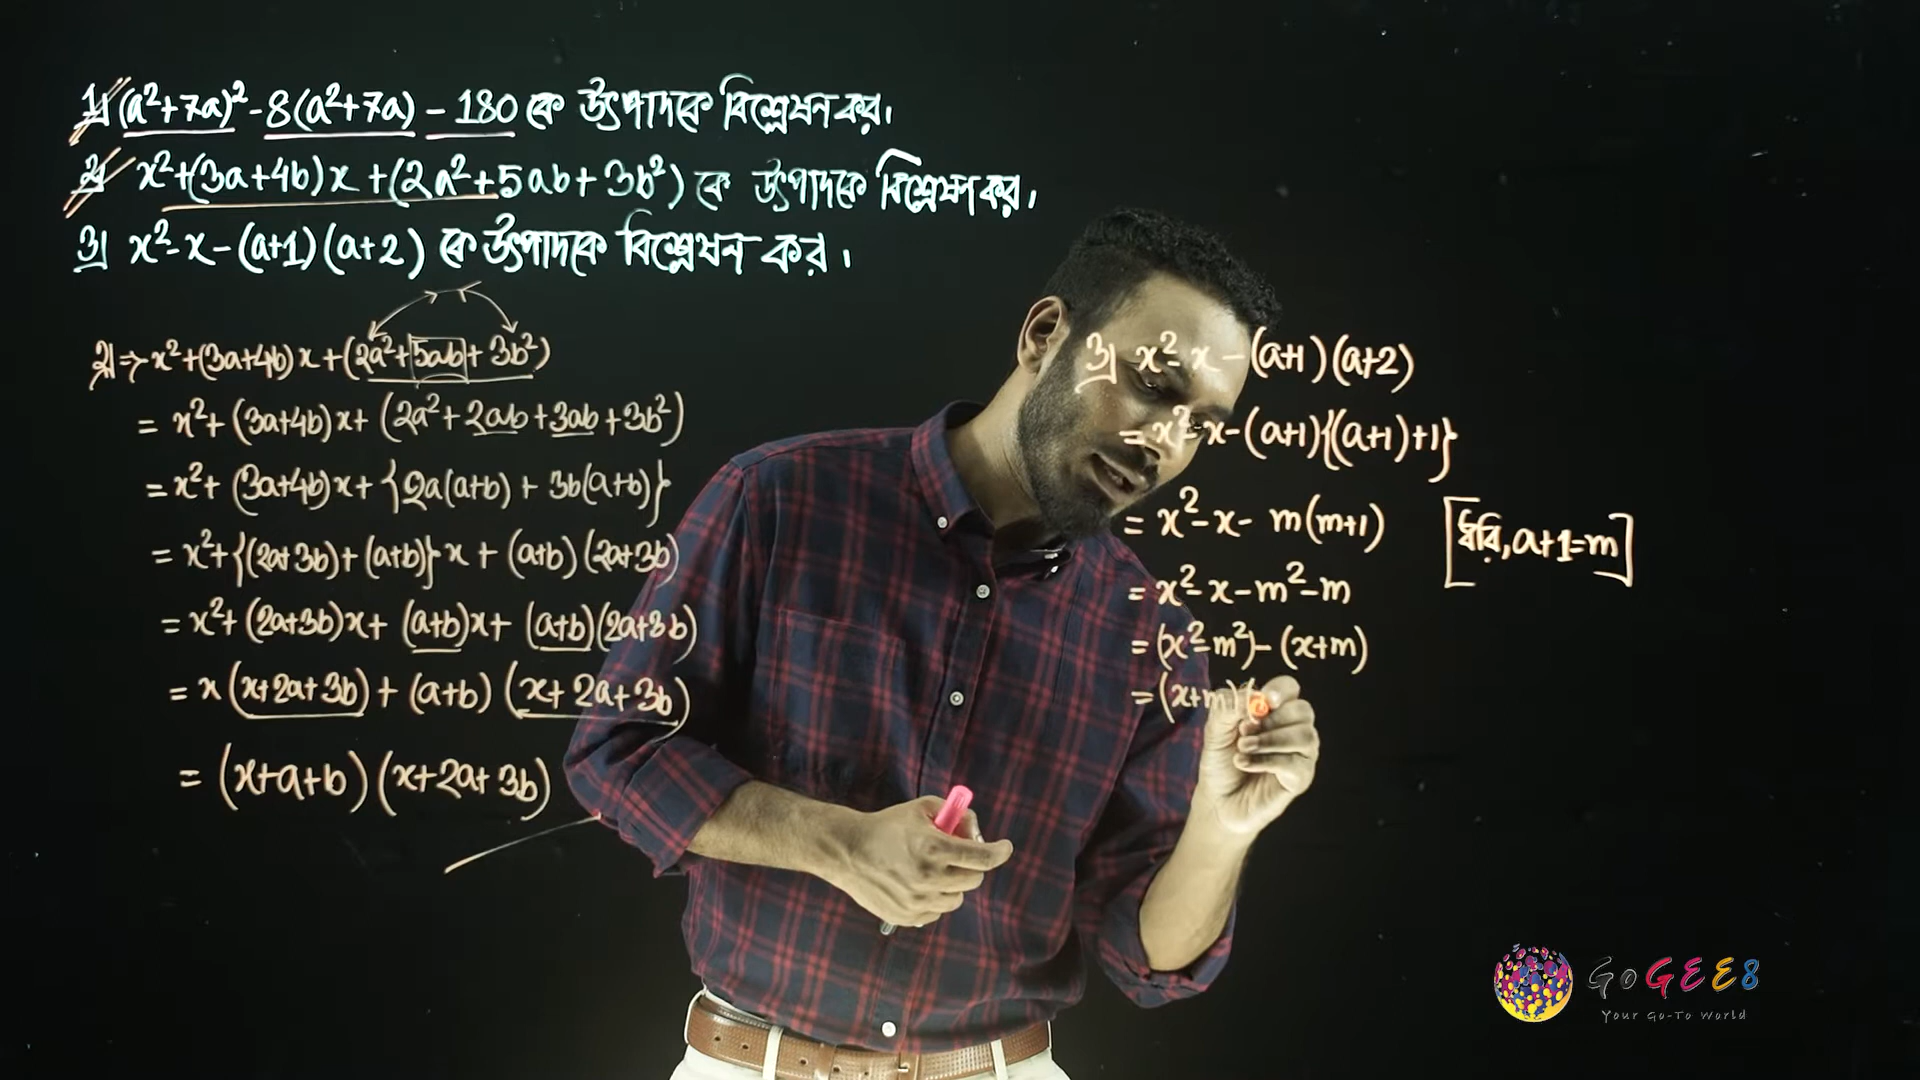 ১। (a²+7a)²-8(a²+7a) - 180 কে উৎপাদকে বিশ্লেষন কর।
২। x²+(3a+4b)x +(2a²+5ab+3b²) কে উৎপাদকে বিশ্লেষণ কর।
৩। x²-x-(a+1)(a+2) কে উৎপাদকে বিশ্লেষন কর।
২। ⇒ x²+(3a+4b)x+(2a²+5ab+3b²)
= x²+(3a+4b)x+(2a²+2ab+3ab+3b²)
= x²+(3a+4b)x+{2a(a+b)+3b(a+b)}
= x²+{(2a+3b)+(a+b)}x+(a+b)(2a+3b)
= x²+(2a+3b)x+(a+b)x+(a+b)(2a+3b)
= x(x+2a+3b)+(a+b)(x+2a+3b)
= (x+a+b)(x+2a+3b)
৩। x²-x-(a+1)(a+2)
= x²-x-(a+1){(a+1)+1}
= x²-x-m(m+1) [ধরি, a+1=m]
= x²-x-m²-m
= (x²-m²)-(x+m)
= (x+m)(
GoGEE8
Your Go-To World